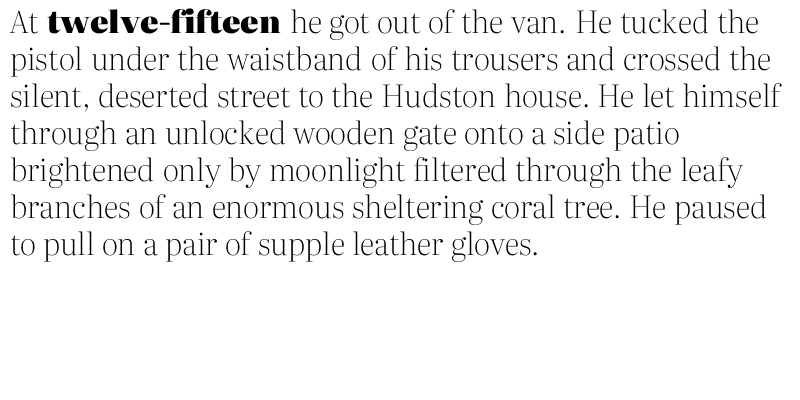 At twelve-fifteen he got out of the van. He tucked the
pistol under the waistband of his trousers and crossed the
silent, deserted street to the Hudston house. He let himself
through an unlocked wooden gate onto a side patio
brightened only by moonlight filtered through the leafy
branches of an enormous sheltering coral tree. He paused
to pull on a pair of supple leather gloves.